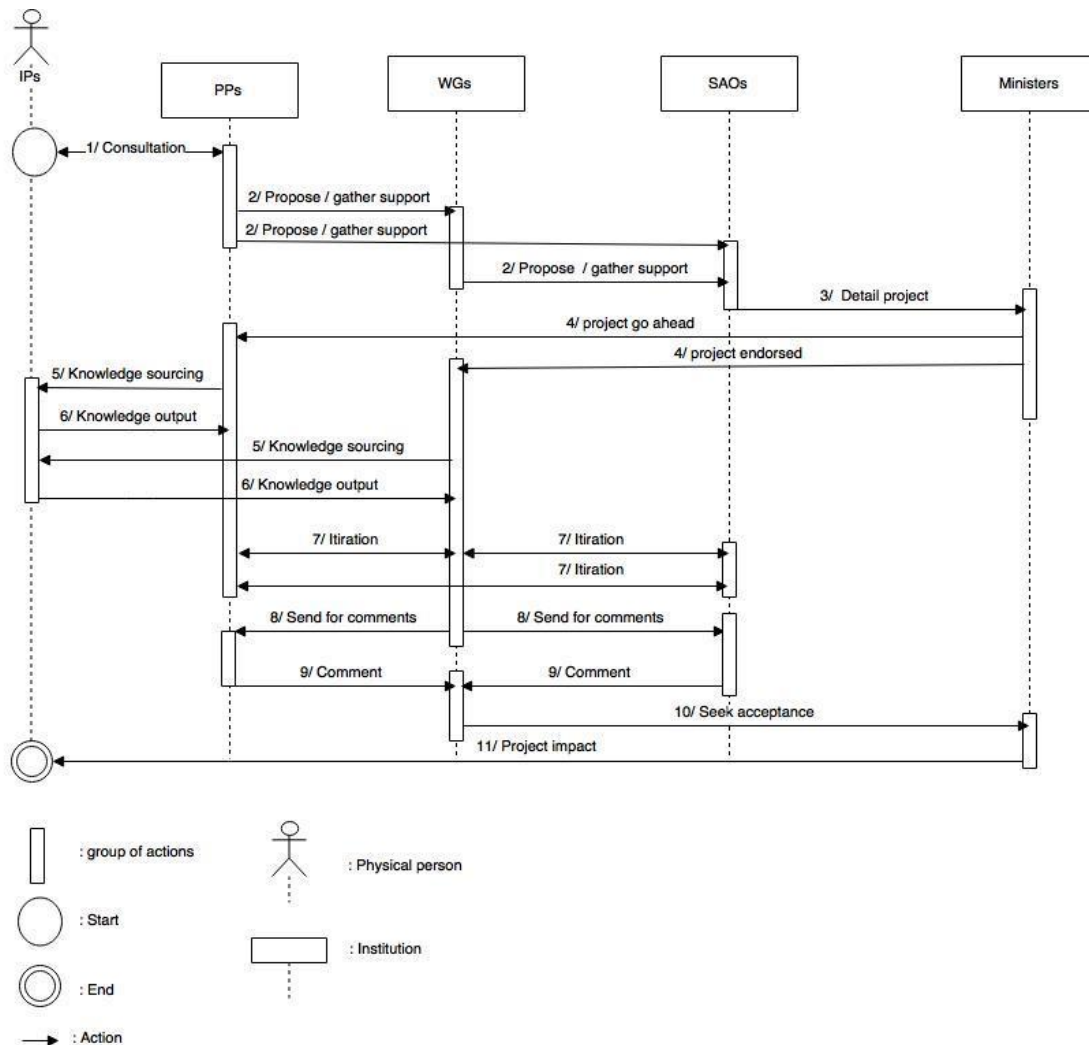 IPs
PPs
WGs
SAOs
Ministers
1/ Consultation
2/ Propose / gather support
2/ Propose / gather support
2/ Propose / gather support
3/ Detail project
4/ project go ahead
4/ project endorsed
5/ Knowledge sourcing
6/ Knowledge output
5/ Knowledge sourcing
6/ Knowledge output
7/ Itiration
7/ Itiration
7/ Itiration
8/ Send for comments
8/ Send for comments
9/ Comment
9/ Comment
10/ Seek acceptance
11/ Project impact
: group of actions
: Physical person
: Start
: Institution
: End
: Action